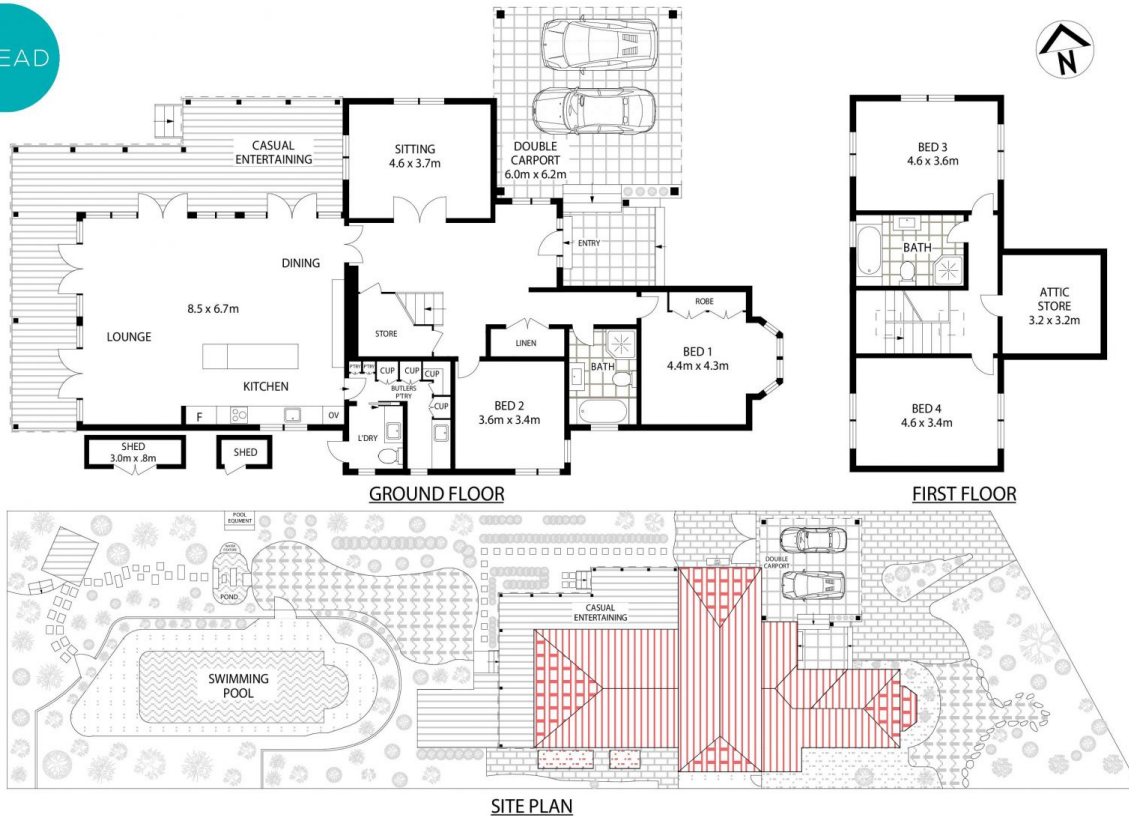 EAD
N
CASUAL
ENTERTAINING
SITTING
4.6 x 3.7m
DOUBLE
CARPORT
6.0m x 6.2m
ENTRY
DINING
8.5 x 6.7m
LOUNGE
KITCHEN
F
OV
STORE
LINEN
ROBE
BATH
BED 1
4.4m x 4.3m
P'TRY
P'TRY
CUP
CUP
CUP
CUP
BUTLERS
P'TRY
BED 2
3.6m x 3.4m
L'DRY
SHED
3.0m x .8m
SHED
GROUND FLOOR
BED 3
4.6 x 3.6m
BATH
ATTIC
STORE
3.2 x 3.2m
BED 4
4.6 x 3.4m
FIRST FLOOR
POOL
EQUMENT
POND
SWIMMING
POOL
CASUAL
ENTERTAINING
DOUBLE
CARPORT
SITE PLAN